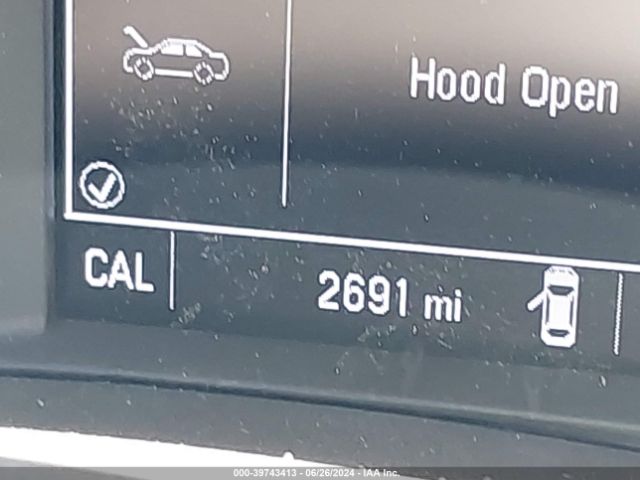 Hood Open
CAL
2691 mi
000-39743413 - 06/26/2024 - IAA Inc.